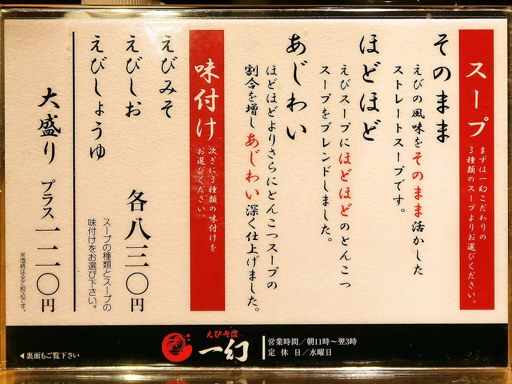 スープ
まずは一幻こだわりの
3種類のスープよりお選びください。
そのまま
えびの風味をそのまま活かした
ストレートスープです。
ほどほど
えびスープにほどほどのとんこつ
スープをブレンドしました。
あじわい
ほどほどよりさらにとんこつスープの
割合を増しあじわい深く仕上げました。
味付け
次ぎに3種類の味付けを
お選びください。
えびみそ
えびしお
えびしょうゆ
各八三〇円
スープの種類とスープの
味付けをお選び下さい。
大盛り プラス 一二〇円
※価格は全て税込です。
えびそば
一幻
営業時間/朝11時〜翌3時
定 休 日/水曜日
◀裏面もご覧下さい